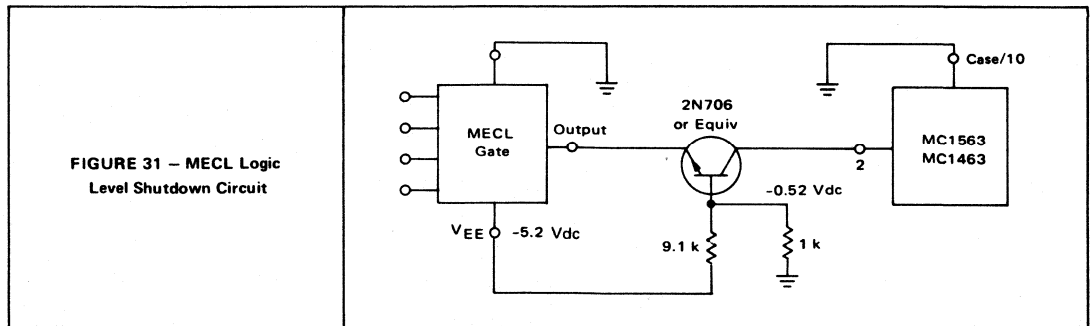 FIGURE 31 – MECL Logic
Level Shutdown Circuit
MECL
Gate
Output
VEE
-5.2 Vdc
2N706
or Equiv
-0.52 Vdc
9.1 k
1 k
2
Case/10
MC1563
MC1463